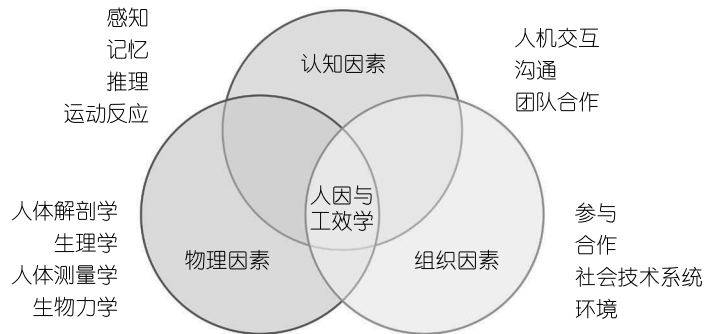 感知
记忆
推理
运动反应
认知因素
人机交互
沟通
团队合作
人因与
工效学
人体解剖学
生理学
人体测量学
生物力学
物理因素
组织因素
参与
合作
社会技术系统
环境